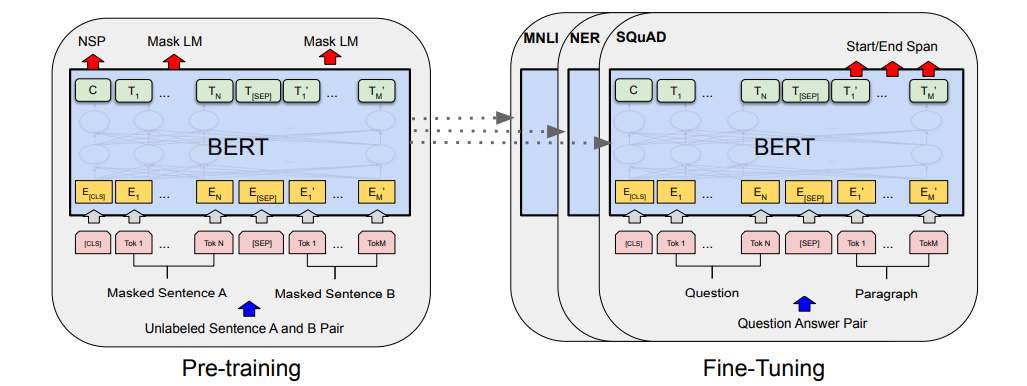 NSP Mask LM Mask LM
C T1 ... TN T[SEP] T1' ... TM'
BERT
E[CLS] E1 ... EN E[SEP] E1' ... EM'
[CLS] Tok 1 ... Tok N [SEP] Tok 1 ... TokM
Masked Sentence A Masked Sentence B
Unlabeled Sentence A and B Pair
Pre-training
MNLI NER SQuAD
Start/End Span
C T1 ... TN T[SEP] T1' ... TM'
BERT
E[CLS] E1 ... EN E[SEP] E1' ... EM'
[CLS] Tok 1 ... Tok N [SEP] Tok 1 ... TokM
Question Paragraph
Question Answer Pair
Fine-Tuning